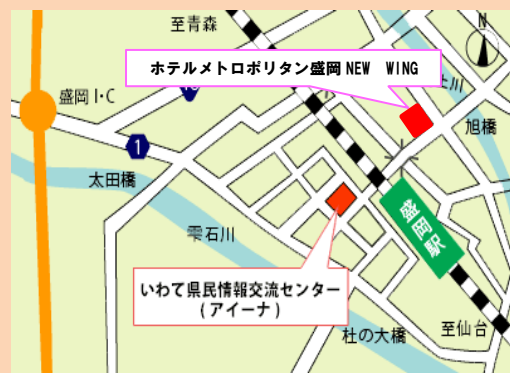 至青森
N
ホテルメトロポリタン盛岡 NEW WING
盛岡 I・C
川
旭橋
1
太田橋
盛岡駅
雫石川
いわて県民情報交流センター
(アイーナ)
杜の大橋
至仙台